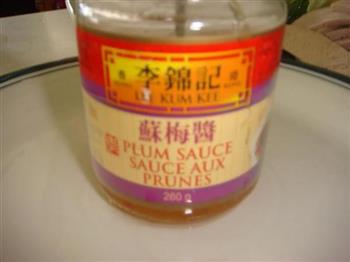 李錦記
LEE KUM KEE
蘇梅醬
PLUM SAUCE
SAUCE AUX
PRUNES
260 g